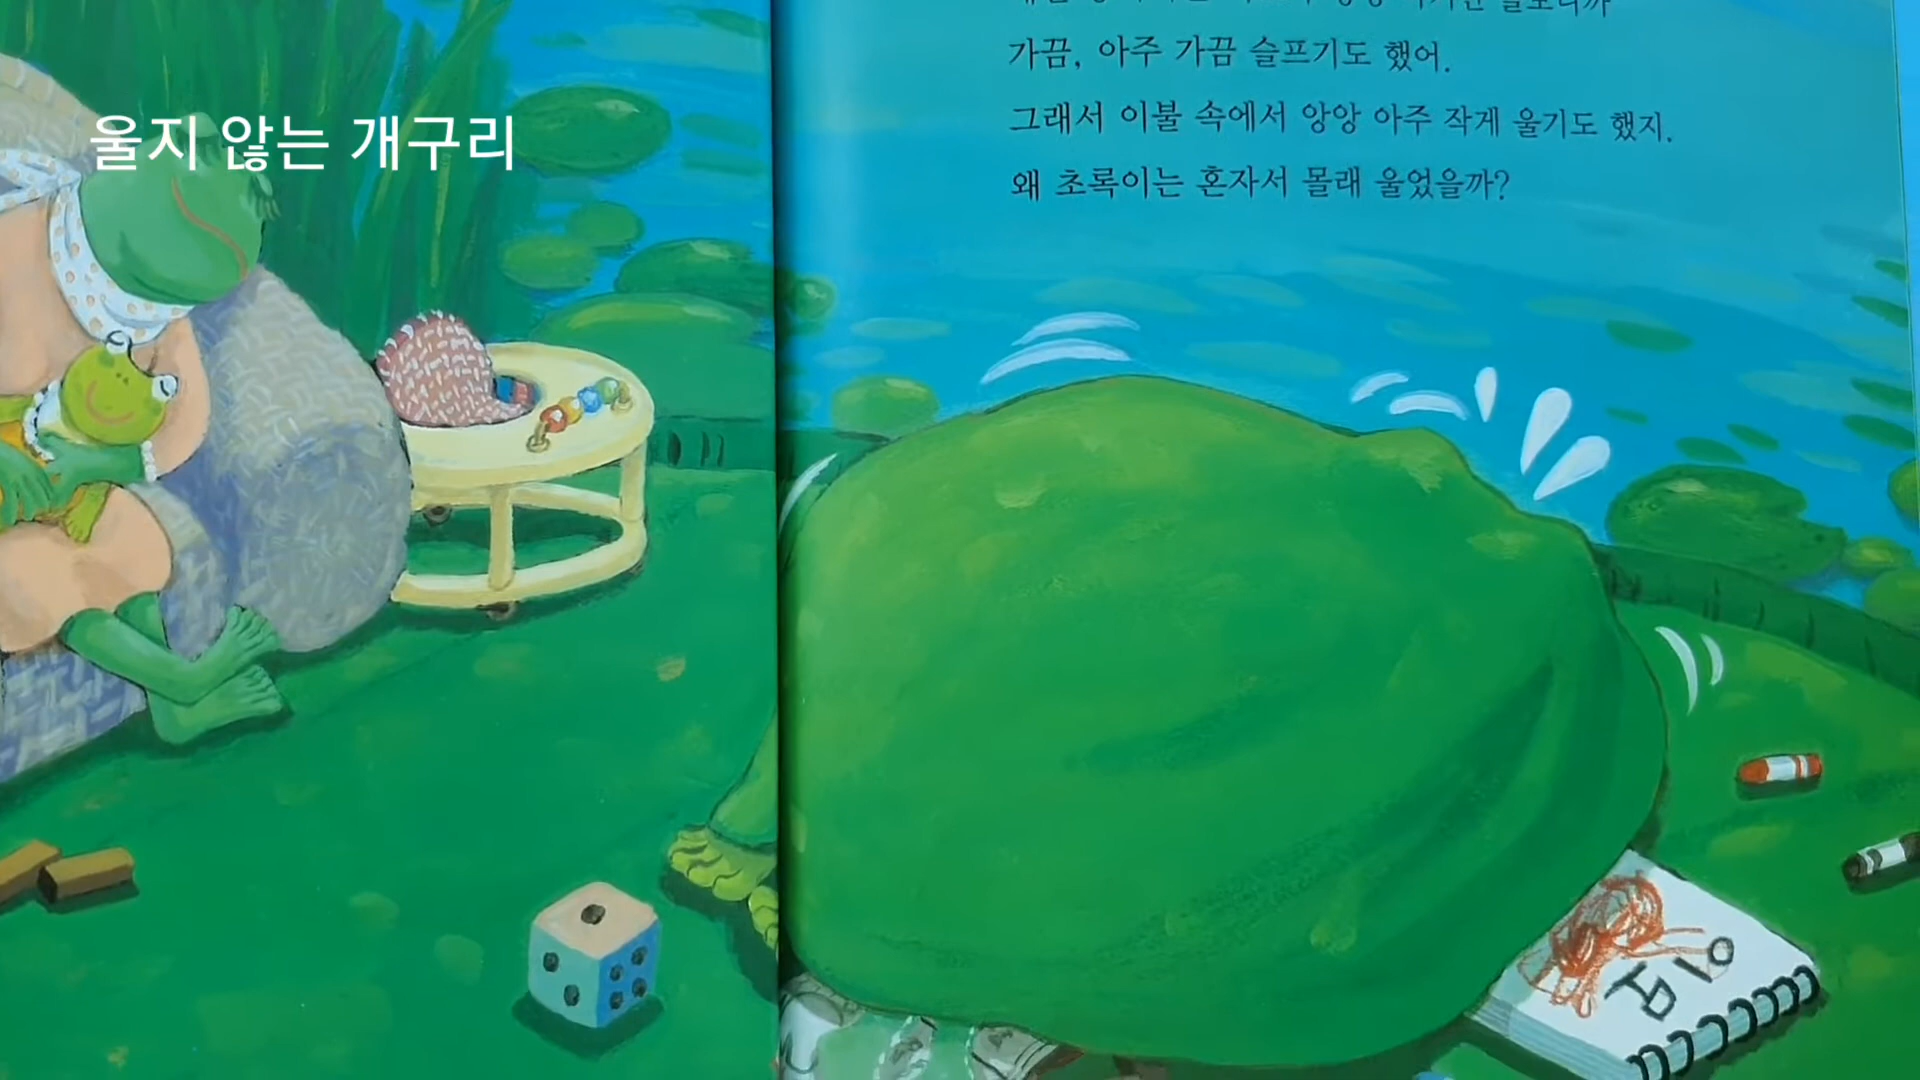 울지 않는 개구리
가끔, 아주 가끔 슬프기도 했어.
그래서 이불 속에서 앙앙 아주 작게 울기도 했지.
왜 초록이는 혼자서 몰래 울었을까?